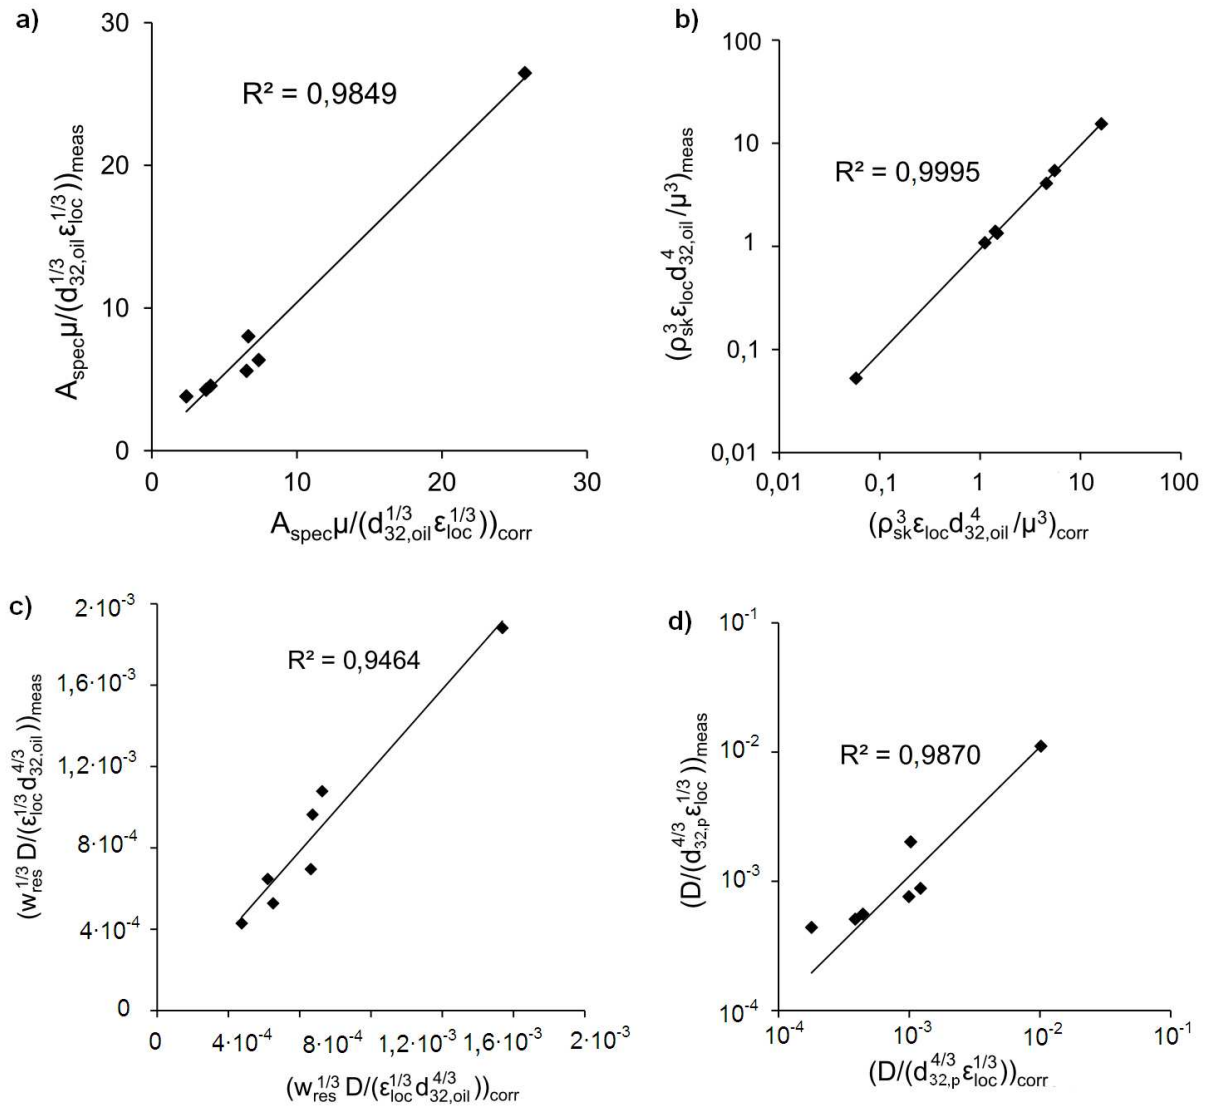 a)
30
20
10
0
0 10 20 30
R² = 0,9849
A_spec μ/(d_32,oil^1/3 ε_loc^1/3))_meas
A_spec μ/(d_32,oil^1/3 ε_loc^1/3))_corr
b)
100
10
1
0,1
0,01
0,01 0,1 1 10 100
R² = 0,9995
(ρ_sk^3 ε_loc d_32,oil^4 /μ³)_meas
(ρ_sk^3 ε_loc d_32,oil^4 /μ³)_corr
c)
2·10⁻³
1,6·10⁻³
1,2·10⁻³
8·10⁻⁴
4·10⁻⁴
0
0 4·10⁻⁴ 8·10⁻⁴ 1,2·10⁻³ 1,6·10⁻³ 2·10⁻³
R² = 0,9464
(w_res^1/3 D/(ε_loc^1/3 d_32,oil^4/3))_meas
(w_res^1/3 D/(ε_loc^1/3 d_32,oil^4/3))_corr
d)
10⁻¹
10⁻²
10⁻³
10⁻⁴
10⁻⁴ 10⁻³ 10⁻² 10⁻¹
R² = 0,9870
(D/(d_32,p^4/3 ε_loc^1/3))_meas
(D/(d_32,p^4/3 ε_loc^1/3))_corr